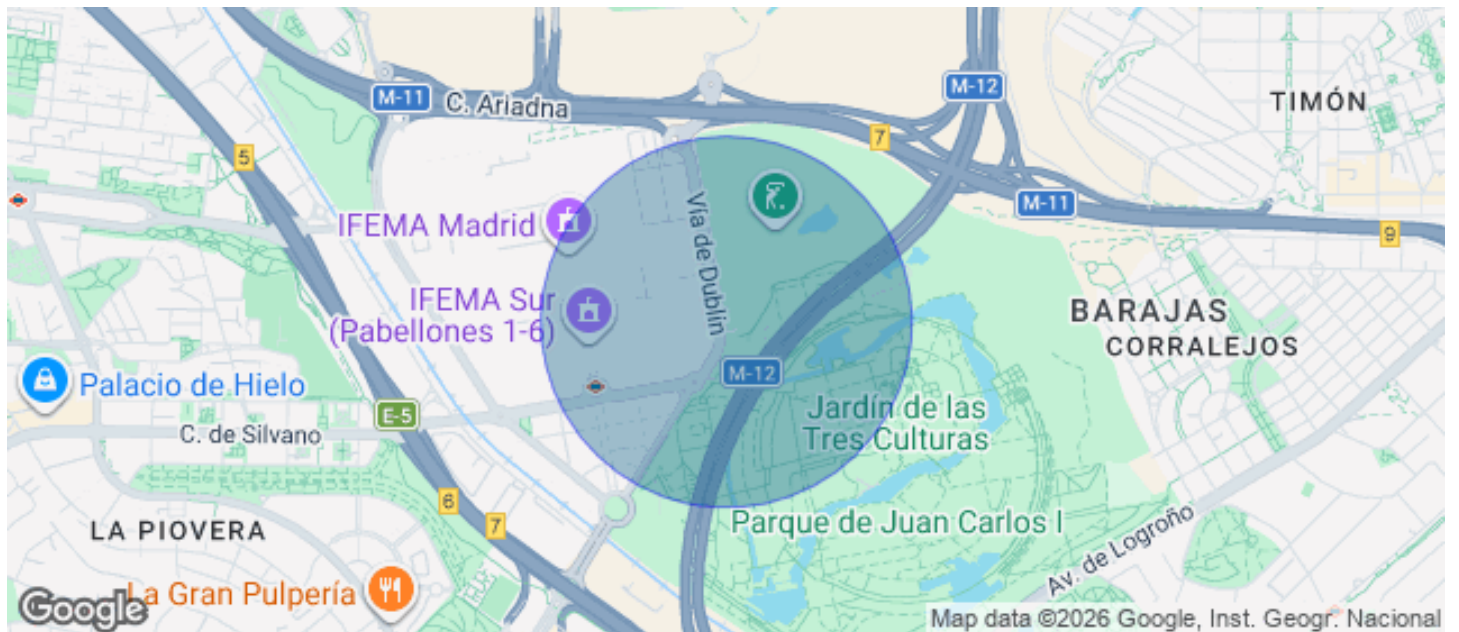 M-12
TIMÓN
M-11
C. Ariadna
7
5
M-11
IFEMA Madrid
Vía de Dublín
9
IFEMA Sur
(Pabellones 1-6)
BARAJAS
CORRALEJOS
M-12
Palacio de Hielo
E-5
Jardín de las
Tres Culturas
C. de Silvano
6
7
Parque de Juan Carlos I
LA PIOVERA
Av. de Logroño
La Gran Pulpería
Google
Map data ©2026 Google, Inst. Geogr. Nacional